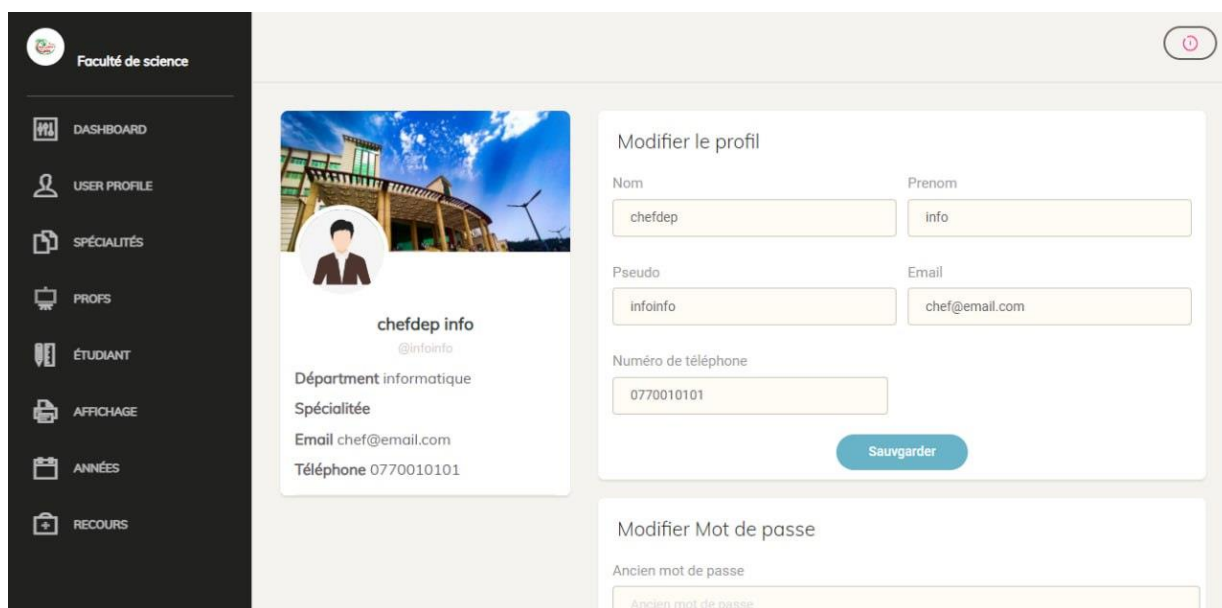 Faculté de science
DASHBOARD
USER PROFILE
SPÉCIALITÉS
PROFS
ÉTUDIANT
AFFICHAGE
ANNÉES
RECOURS
chefdep info
@infoinfo
Départment informatique
Spécialitée
Email chef@email.com
Téléphone 0770010101
Modifier le profil
Nom Prenom
chefdep info
Pseudo Email
infoinfo chef@email.com
Numéro de téléphone
0770010101
Sauvgarder
Modifier Mot de passe
Ancien mot de passe
Ancien mot de passe